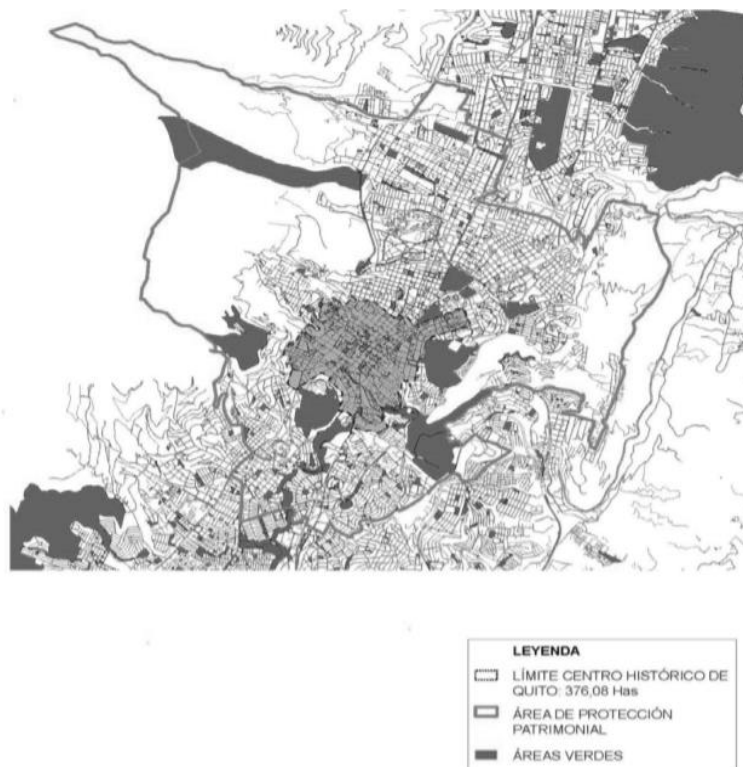 LEYENDA
LÍMITE CENTRO HISTÓRICO DE
QUITO: 376,08 Has
ÁREA DE PROTECCIÓN
PATRIMONIAL
ÁREAS VERDES